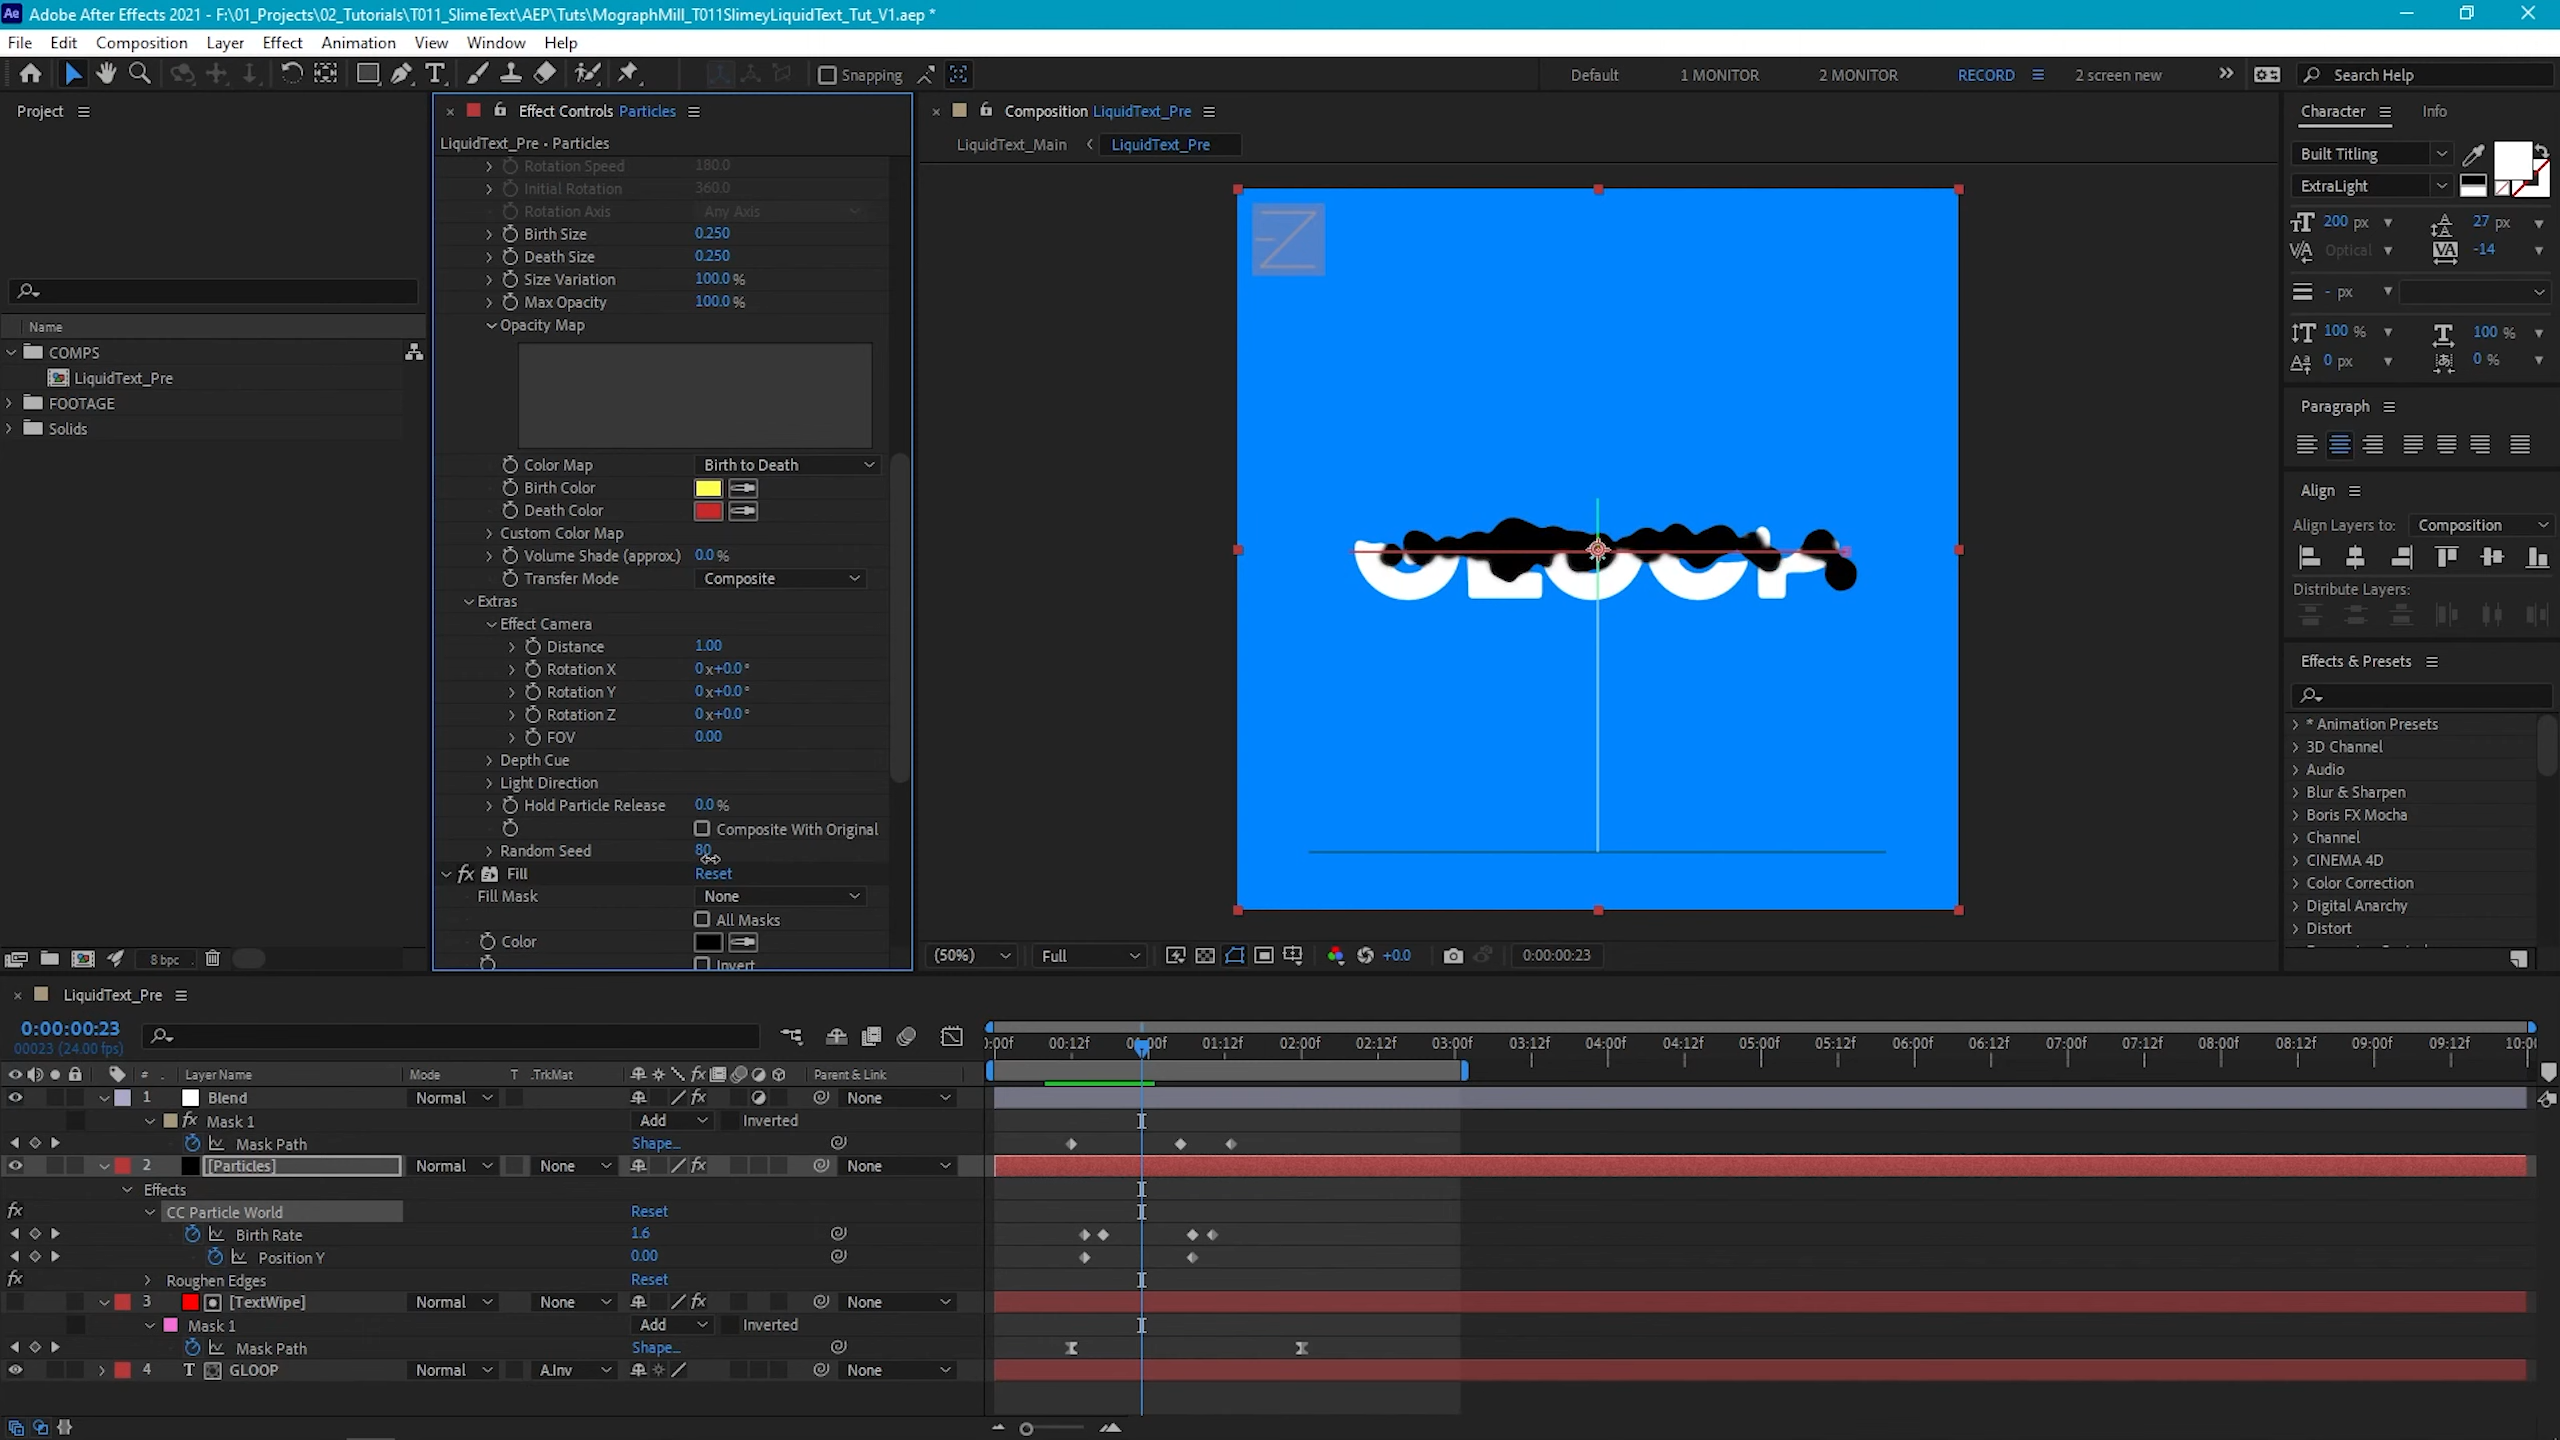 Adobe After Effects 2021 - F:\01_Projects\02_Tutorials\T011_SlimeText\AEP\Tuts\MographMill_T011SlimeyLiquidText_Tut_V1.aep *
File Edit Composition Layer Effect Animation View Window Help
Snapping Default 1 MONITOR 2 MONITOR RECORD 2 screen new Search Help
Project
Name
COMPS
LiquidText_Pre
FOOTAGE
Solids
8 bpc
Effect Controls Particles
LiquidText_Pre • Particles
Rotation Speed 180.0
Initial Rotation 360.0
Rotation Axis Any Axis
Birth Size 0.250
Death Size 0.250
Size Variation 100.0 %
Max Opacity 100.0 %
Opacity Map
Color Map Birth to Death
Birth Color
Death Color
Custom Color Map
Volume Shade (approx.) 0.0 %
Transfer Mode Composite
Extras
Effect Camera
Distance 1.00
Rotation X 0x+0.0°
Rotation Y 0x+0.0°
Rotation Z 0x+0.0°
FOV 0.00
Depth Cue
Light Direction
Hold Particle Release 0.0 %
Composite With Original
Random Seed 80
fx Fill Reset
Fill Mask None
All Masks
Color
Invert
Composition LiquidText_Pre
LiquidText_Main LiquidText_Pre
(50%) Full +0.0 0:00:00:23
Character Info
Built Titling
ExtraLight
200 px 27 px
Optical -14
- px
100 % 100 %
0 px 0 %
Paragraph
Align
Align Layers to: Composition
Distribute Layers:
Effects & Presets
* Animation Presets
3D Channel
Audio
Blur & Sharpen
Boris FX Mocha
Channel
CINEMA 4D
Color Correction
Digital Anarchy
Distort
LiquidText_Pre
0:00:00:23
00023 (24.00 fps)
:00f 00:12f 01:00f 01:12f 02:00f 02:12f 03:00f 03:12f 04:00f 04:12f 05:00f 05:12f 06:00f 06:12f 07:00f 07:12f 08:00f 08:12f 09:00f 09:12f 10:00
# Layer Name Mode T .TrkMat fx Parent & Link
1 Blend Normal fx None
fx Mask 1 Add Inverted
Mask Path Shape...
2 [Particles] Normal None fx None
Effects
fx CC Particle World Reset
Birth Rate 1.6
Position Y 0.00
fx Roughen Edges Reset
3 [TextWipe] Normal None fx None
Mask 1 Add Inverted
Mask Path Shape...
4 T GLOOP Normal A.Inv None